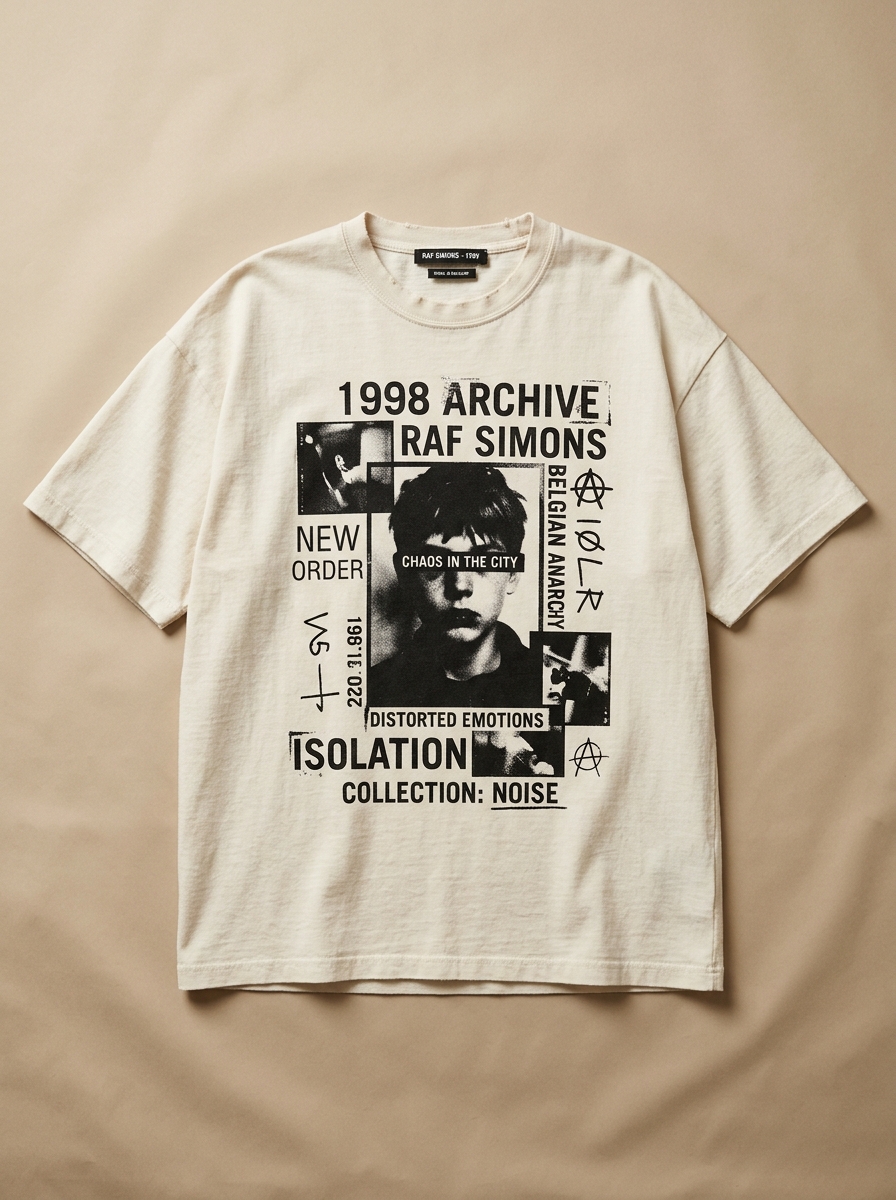 RAF SIMONS - 
1998 ARCHIVE
RAF SIMONS
BELGIAN ANARCHY
NEW
ORDER
CHAOS IN THE CITY
DISTORTED EMOTIONS
ISOLATION
COLLECTION: NOISE